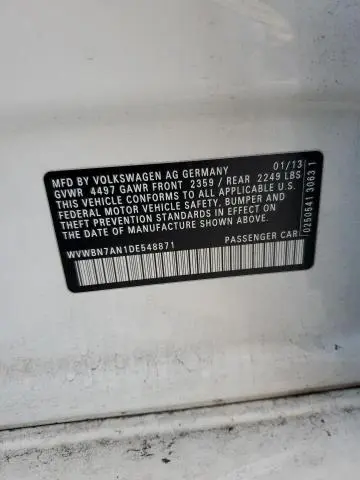 MFD BY VOLKSWAGEN AG GERMANY 01/13
GVWR 4497 GAWR FRONT 2359 / REAR 2249 LBS
THIS VEHICLE CONFORMS TO ALL APPLICABLE U.S.
FEDERAL MOTOR VEHICLE SAFETY, BUMPER AND
THEFT PREVENTION STANDARDS IN EFFECT ON THE
DATE OF MANUFACTURE SHOWN ABOVE.
WVWBN7AN1DE548871 PASSENGER CAR
0250541 3063 1